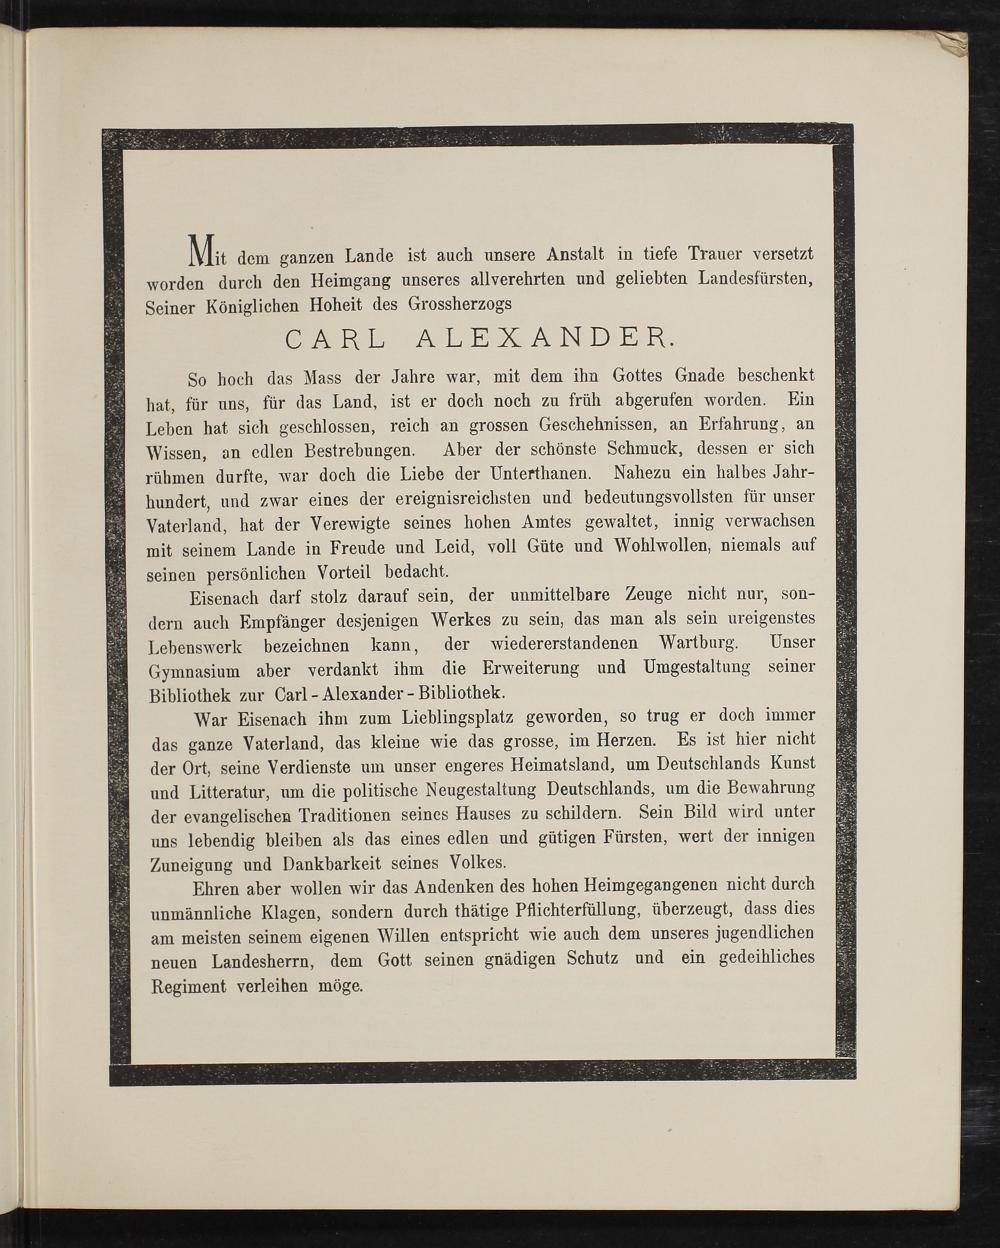 Mit dem ganzen Lande ist auch unsere Anstalt in tiefe Trauer versetzt
worden durch den Heimgang unseres allverehrten und geliebten Landesfürsten,
Seiner Königlichen Hoheit des Grossherzogs
CARL ALEXANDER.
So hoch das Mass der Jahre war, mit dem ihn Gottes Gnade beschenkt
hat, für uns, für das Land, ist er doch noch zu früh abgerufen worden. Ein
Leben hat sich geschlossen, reich an grossen Geschehnissen, an Erfahrung, an
Wissen, an edlen Bestrebungen. Aber der schönste Schmuck, dessen er sich
rühmen durfte, war doch die Liebe der Unterthanen. Nahezu ein halbes Jahr-
hundert, und zwar eines der ereignisreichsten und bedeutungsvollsten für unser
Vaterland, hat der Verewigte seines hohen Amtes gewaltet, innig verwachsen
mit seinem Lande in Freude und Leid, voll Güte und Wohlwollen, niemals auf
seinen persönlichen Vorteil bedacht.
Eisenach darf stolz darauf sein, der unmittelbare Zeuge nicht nur, son-
dern auch Empfänger desjenigen Werkes zu sein, das man als sein ureigenstes
Lebenswerk bezeichnen kann, der wiedererstandenen Wartburg. Unser
Gymnasium aber verdankt ihm die Erweiterung und Umgestaltung seiner
Bibliothek zur Carl-Alexander-Bibliothek.
War Eisenach ihm zum Lieblingsplatz geworden, so trug er doch immer
das ganze Vaterland, das kleine wie das grosse, im Herzen. Es ist hier nicht
der Ort, seine Verdienste um unser engeres Heimatsland, um Deutschlands Kunst
und Litteratur, um die politische Neugestaltung Deutschlands, um die Bewahrung
der evangelischen Traditionen seines Hauses zu schildern. Sein Bild wird unter
uns lebendig bleiben als das eines edlen und gütigen Fürsten, wert der innigen
Zuneigung und Dankbarkeit seines Volkes.
Ehren aber wollen wir das Andenken des hohen Heimgegangenen nicht durch
unmännliche Klagen, sondern durch thätige Pflichterfüllung, überzeugt, dass dies
am meisten seinem eigenen Willen entspricht wie auch dem unseres jugendlichen
neuen Landesherrn, dem Gott seinen gnädigen Schutz und ein gedeihliches
Regiment verleihen möge.